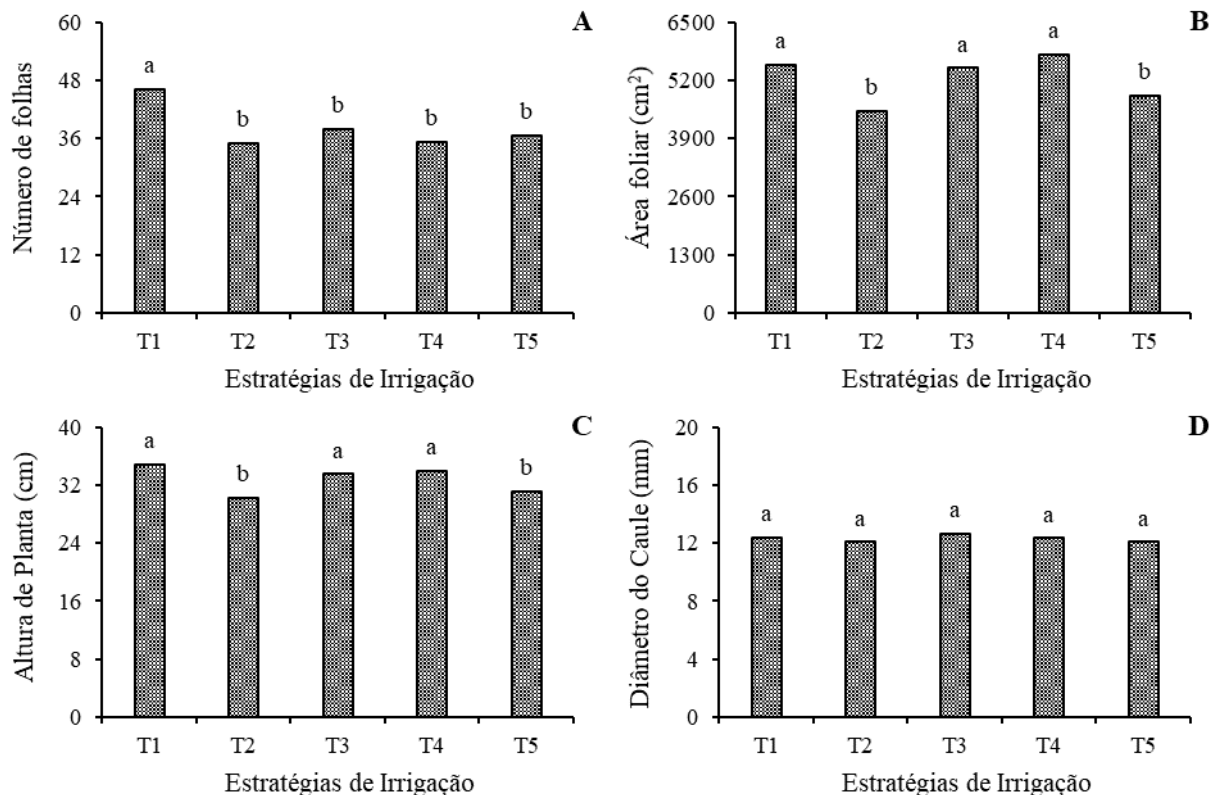 A
Número de folhas
60
48
36
24
12
0
a
b
b
b
b
T1 T2 T3 T4 T5
Estratégias de Irrigação
B
Área foliar (cm²)
6500
5200
3900
2600
1300
0
a
b
a
a
b
T1 T2 T3 T4 T5
Estratégias de Irrigação
C
Altura de Planta (cm)
40
32
24
16
8
0
a
b
a
a
b
T1 T2 T3 T4 T5
Estratégias de Irrigação
D
Diâmetro do Caule (mm)
20
16
12
8
4
0
a
a
a
a
a
T1 T2 T3 T4 T5
Estratégias de Irrigação